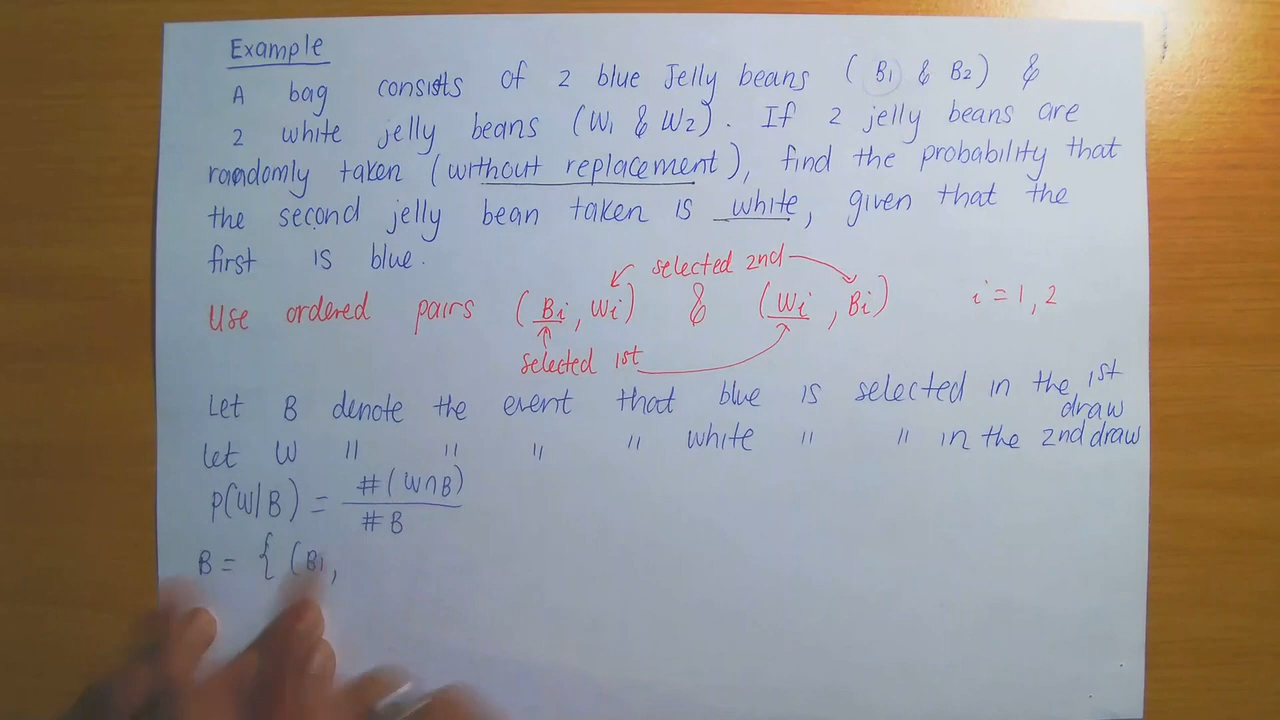 Example
A bag consists of 2 blue Jelly beans ( B1 & B2 ) &
2 white jelly beans (W1 & W2). If 2 jelly beans are
randomly taken (without replacement), find the probability that
the second jelly bean taken is white, given that the
first is blue.
selected 2nd
Use ordered pairs (Bi, Wi) & (Wi, Bi) i = 1, 2
selected 1st
Let B denote the event that blue is selected in the 1st draw
Let W " " " " white " " in the 2nd draw
P(W|B) = #(W∩B) / #B
B = { (B1,